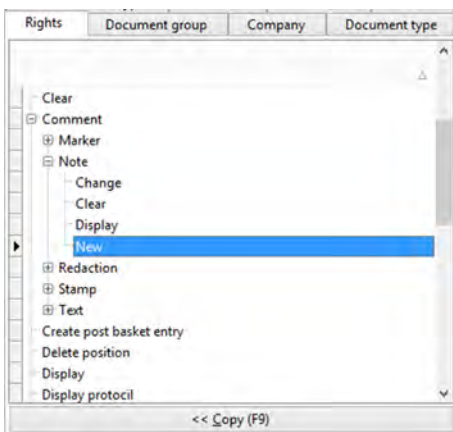 Rights Document group Company Document type
Clear
Comment
Marker
Note
Change
Clear
Display
New
Redaction
Stamp
Text
Create post basket entry
Delete position
Display
Display protocil
<< Copy (F9)